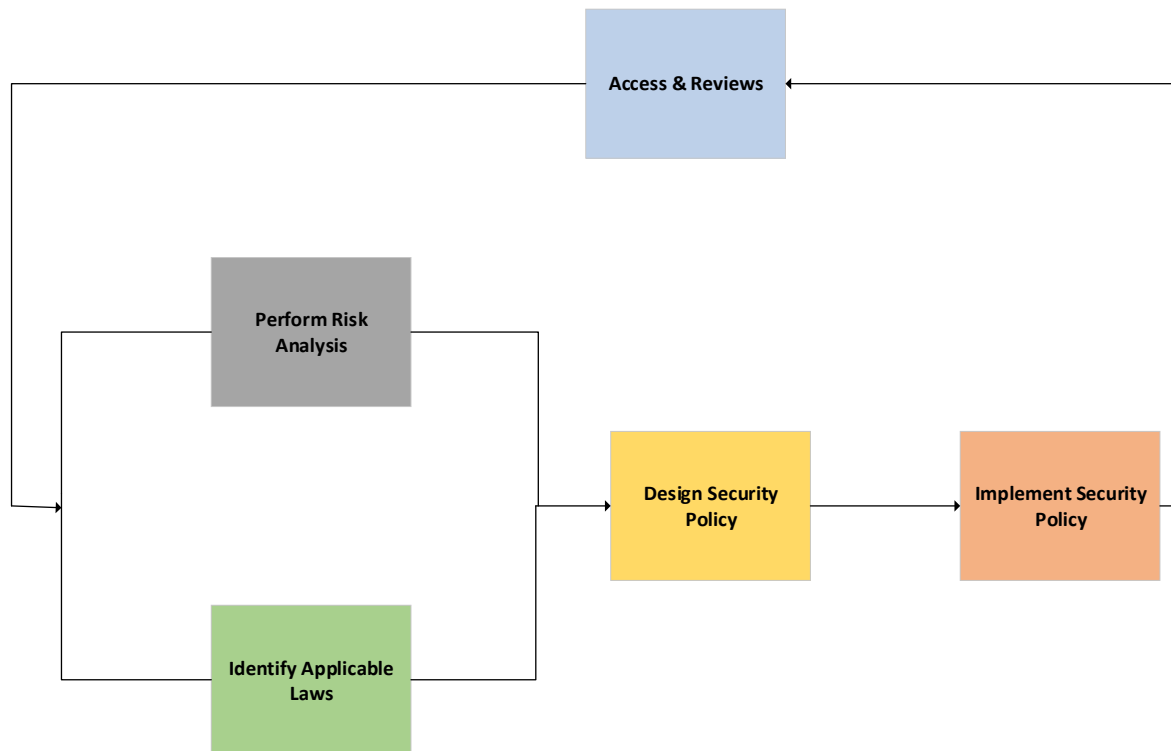 Access & Reviews
Perform Risk
Analysis
Design Security
Policy
Implement Security
Policy
Identify Applicable
Laws